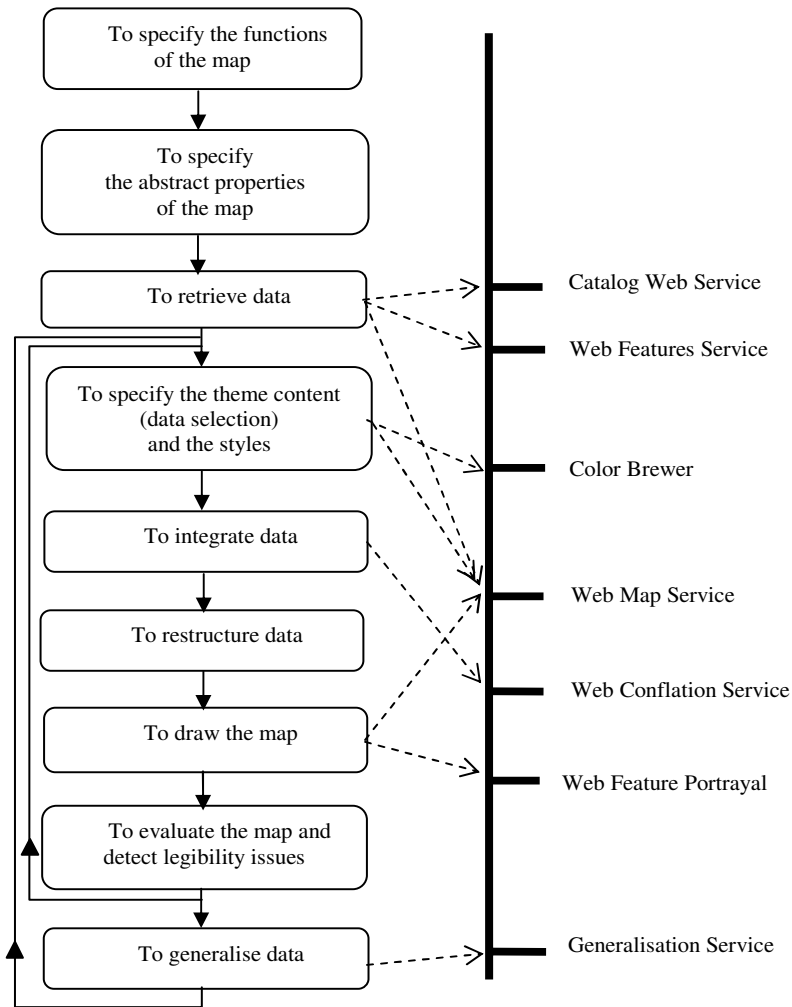 To specify the functions
of the map
To specify
the abstract properties
of the map
To retrieve data
To specify the theme content
(data selection)
and the styles
To integrate data
To restructure data
To draw the map
To evaluate the map and
detect legibility issues
To generalise data
Catalog Web Service
Web Features Service
Color Brewer
Web Map Service
Web Conflation Service
Web Feature Portrayal
Generalisation Service